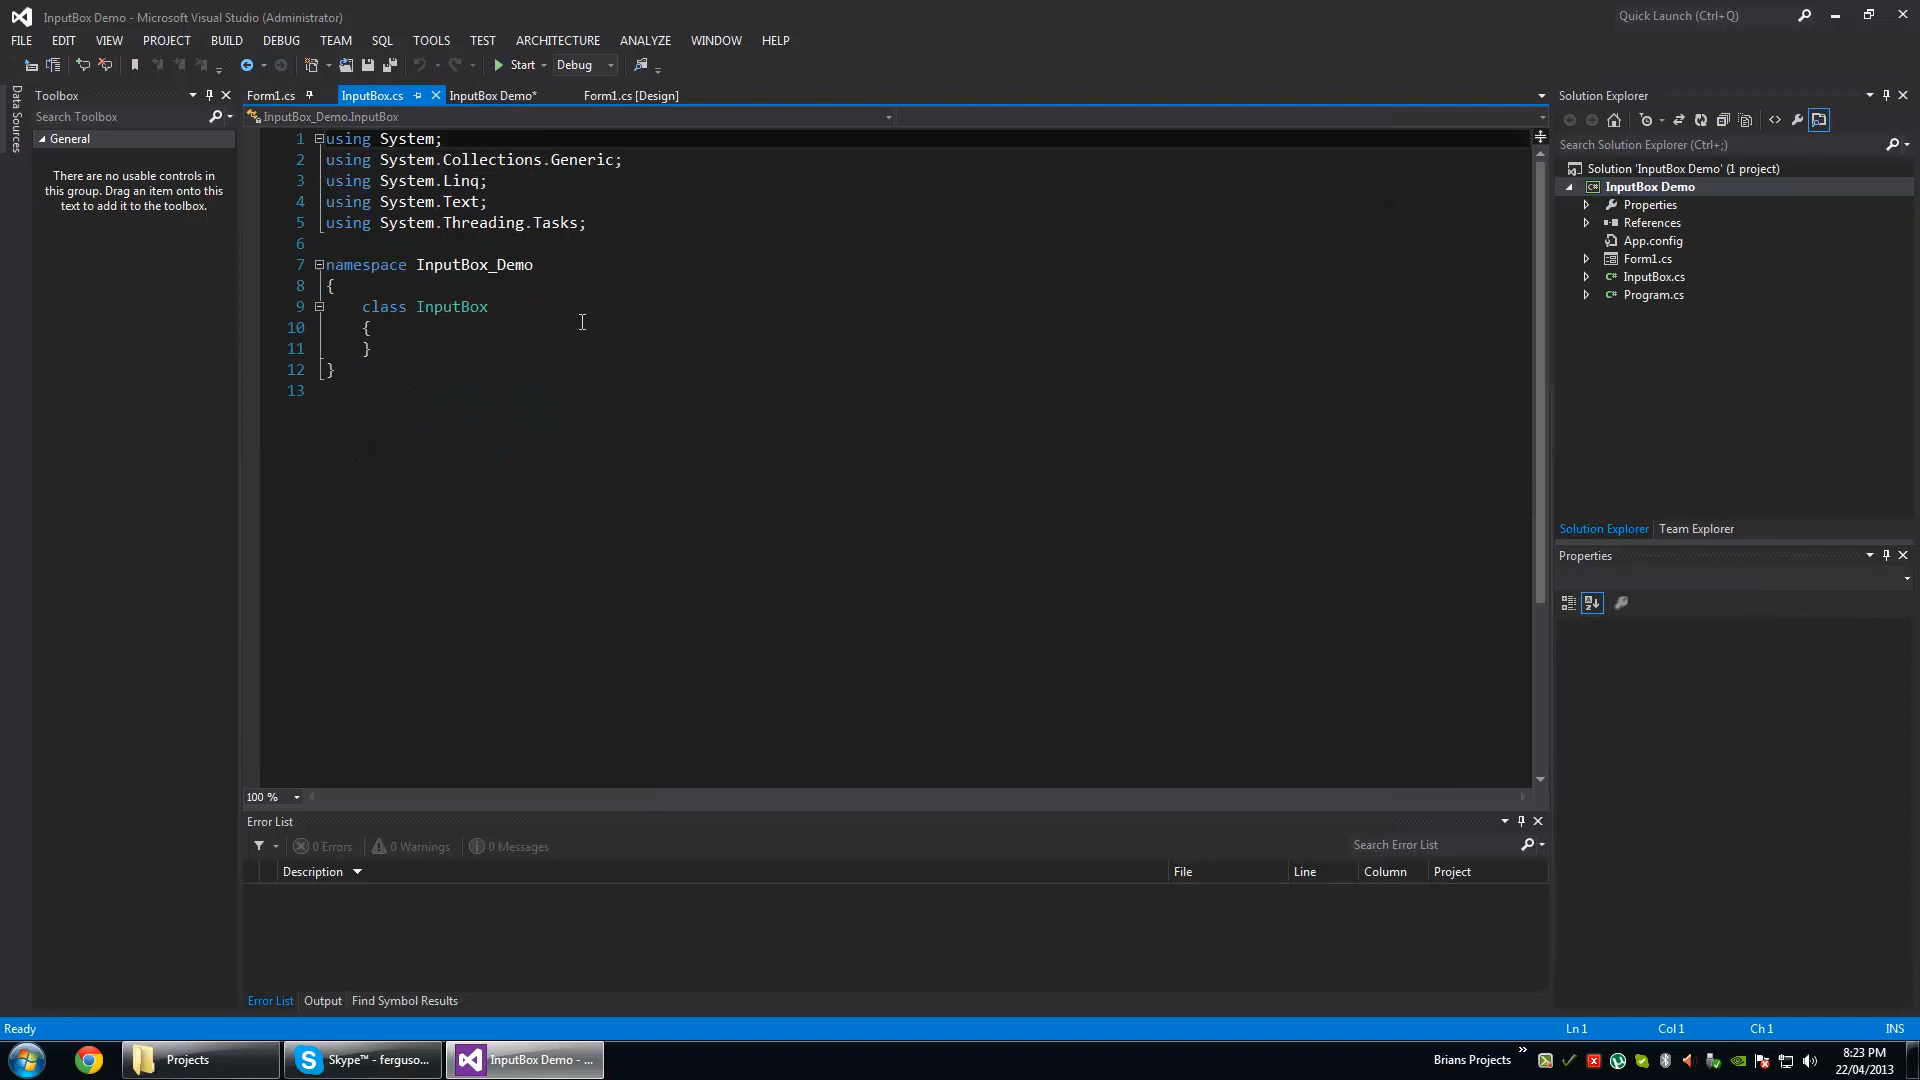 InputBox Demo - Microsoft Visual Studio (Administrator)
Quick Launch (Ctrl+Q)
FILE EDIT VIEW PROJECT BUILD DEBUG TEAM SQL TOOLS TEST ARCHITECTURE ANALYZE WINDOW HELP
Start Debug
Data Sources
Toolbox
Search Toolbox
General
There are no usable controls in
this group. Drag an item onto this
text to add it to the toolbox.
Form1.cs InputBox.cs InputBox Demo* Form1.cs [Design]
InputBox_Demo.InputBox
1 using System;
2 using System.Collections.Generic;
3 using System.Linq;
4 using System.Text;
5 using System.Threading.Tasks;
6
7 namespace InputBox_Demo
8 {
9 class InputBox
10 {
11 }
12 }
13
100 %
Solution Explorer
Search Solution Explorer (Ctrl+;)
Solution 'InputBox Demo' (1 project)
InputBox Demo
Properties
References
App.config
Form1.cs
InputBox.cs
Program.cs
Solution Explorer Team Explorer
Properties
Error List
0 Errors 0 Warnings 0 Messages
Search Error List
Description File Line Column Project
Error List Output Find Symbol Results
Ready Ln 1 Col 1 Ch 1 INS
Projects Skype™ - ferguso... InputBox Demo - ...
Brians Projects
8:23 PM
22/04/2013